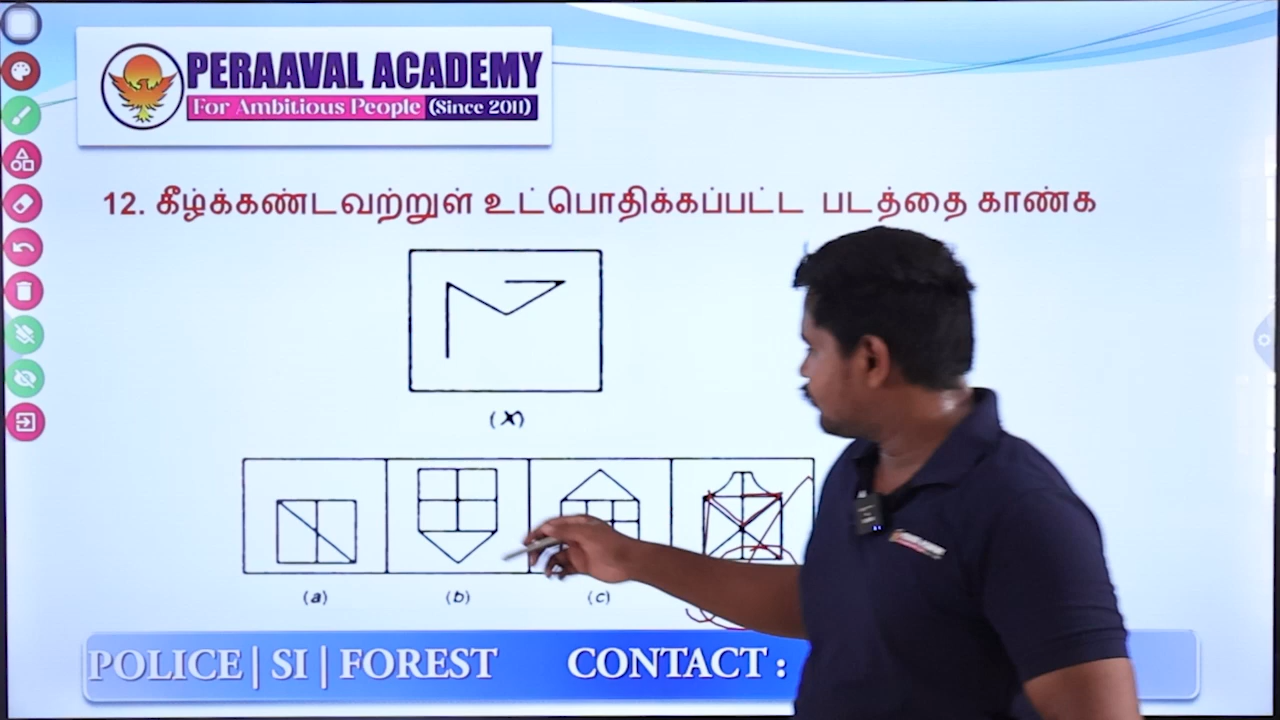 PERAAVAL ACADEMY
For Ambitious People (Since 2011)
12. கீழ்க்கண்டவற்றுள் உட்பொதிக்கப்பட்ட படத்தை காண்க
(X)
(a) (b) (c)
POLICE | SI | FOREST CONTACT :